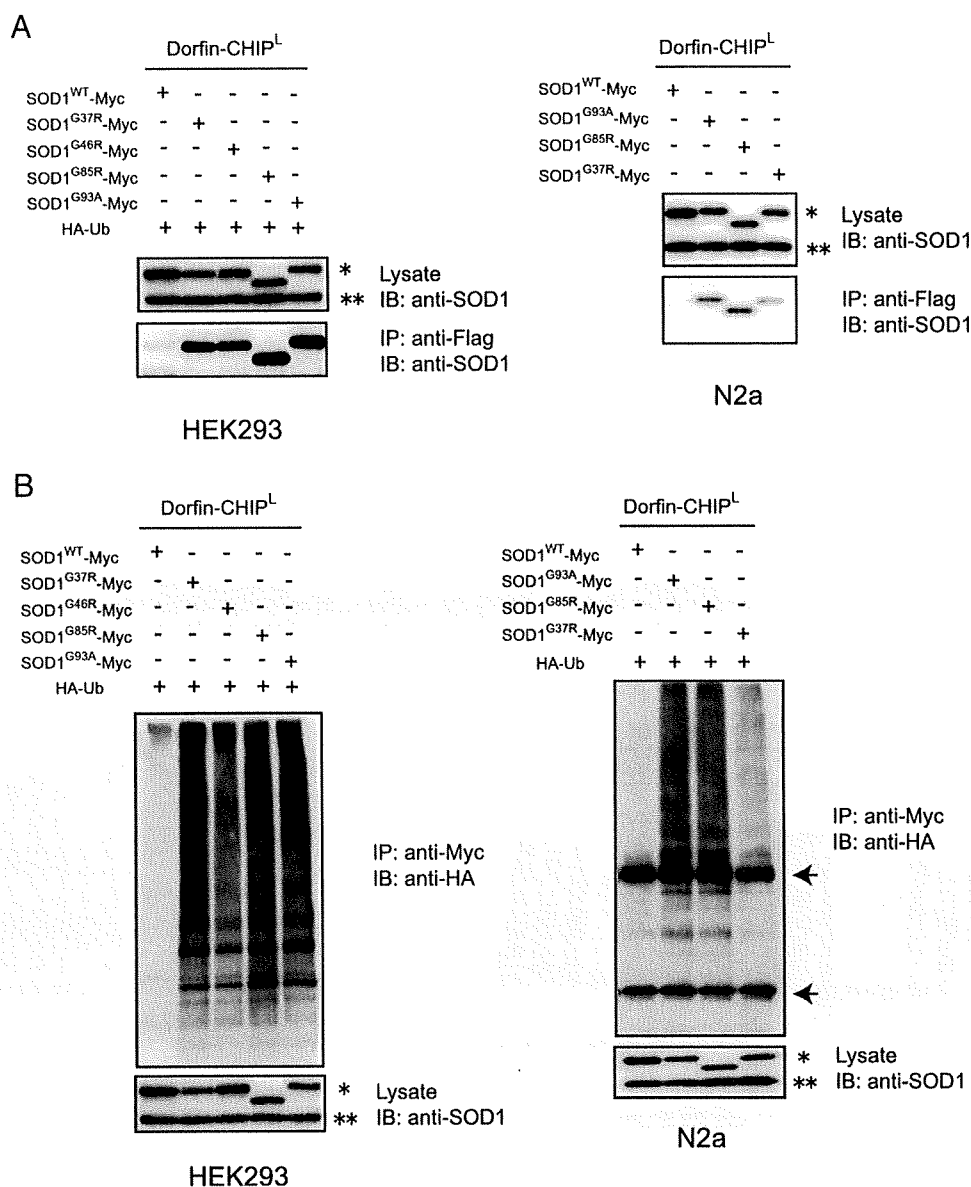 A
Dorfin-CHIP^L
SOD1^WT-Myc + - - - -
SOD1^G37R-Myc - + - - -
SOD1^G46R-Myc - - + - -
SOD1^G85R-Myc - - - + -
SOD1^G93A-Myc - - - - +
HA-Ub + + + + +
* Lysate
** IB: anti-SOD1
IP: anti-Flag
IB: anti-SOD1
HEK293
Dorfin-CHIP^L
SOD1^WT-Myc + - - -
SOD1^G93A-Myc - + - -
SOD1^G85R-Myc - - + -
SOD1^G37R-Myc - - - +
* Lysate
** IB: anti-SOD1
IP: anti-Flag
IB: anti-SOD1
N2a
B
Dorfin-CHIP^L
SOD1^WT-Myc + - - - -
SOD1^G37R-Myc - + - - -
SOD1^G46R-Myc - - + - -
SOD1^G85R-Myc - - - + -
SOD1^G93A-Myc - - - - +
HA-Ub + + + + +
IP: anti-Myc
IB: anti-HA
* Lysate
** IB: anti-SOD1
HEK293
Dorfin-CHIP^L
SOD1^WT-Myc + - - -
SOD1^G93A-Myc - + - -
SOD1^G85R-Myc - - + -
SOD1^G37R-Myc - - - +
HA-Ub + + + +
IP: anti-Myc
IB: anti-HA
* Lysate
** IB: anti-SOD1
N2a